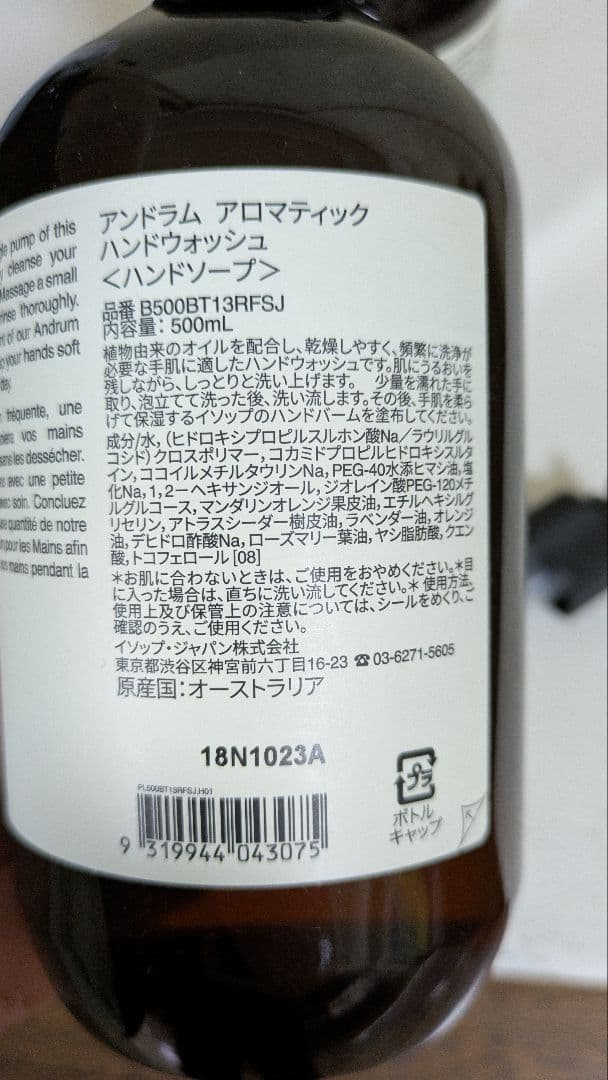 le pump of this
y cleanse your
Massage a small
rinse thoroughly.
nt of our Andrum
o your hands soft
day.
fréquente, une
vos mains
sans les dessécher.
es avec une petite
avec soin. Concluez
quantité de notre
pour les Mains afin
vos mains pendant la
アンドラム アロマティック
ハンドウォッシュ
<ハンドソープ>
品番 B500BT13RFSJ
内容量: 500mL
植物由来のオイルを配合し、乾燥しやすく、頻繁に洗浄が
必要な手肌に適したハンドウォッシュです。肌にうるおいを
残しながら、しっとりと洗い上げます。 少量を濡れた手に
取り、泡立てて洗った後、洗い流します。その後、手肌を柔ら
げて保湿するイソップのハンドバームを塗布してください。
成分/水, (ヒドロキシプロピルスルホン酸Na/ラウリルグル
コシド)クロスポリマー, コカミドプロピルヒドロキシスルタ
イン, ココイルメチルタウリンNa, PEG-40水添ヒマシ油, 塩
化Na, 1, 2-ヘキサンジオール, ジオレイン酸PEG-120メチ
ルグルコース, マンダリンオレンジ果皮油, エチルヘキシルグ
リセリン, アトラスシーダー樹皮油, ラベンダー油, オレンジ
油, デヒドロ酢酸Na, ローズマリー葉油, ヤシ脂肪酸, クエン
酸, トコフェロール [08]
*お肌に合わないときは、ご使用をおやめください。*目
に入った場合は、直ちに洗い流してください。* 使用方法、
使用上及び保管上の注意については、シールをめくり、ご
確認のうえ、ご使用ください。
イソップ・ジャパン株式会社
東京都渋谷区神宮前六丁目16-23 ☎ 03-6271-5605
原産国:オーストラリア
18N1023A
PL500BT13RFSJ.H01
9 319944 043075
プラ
ボトル
キャップ